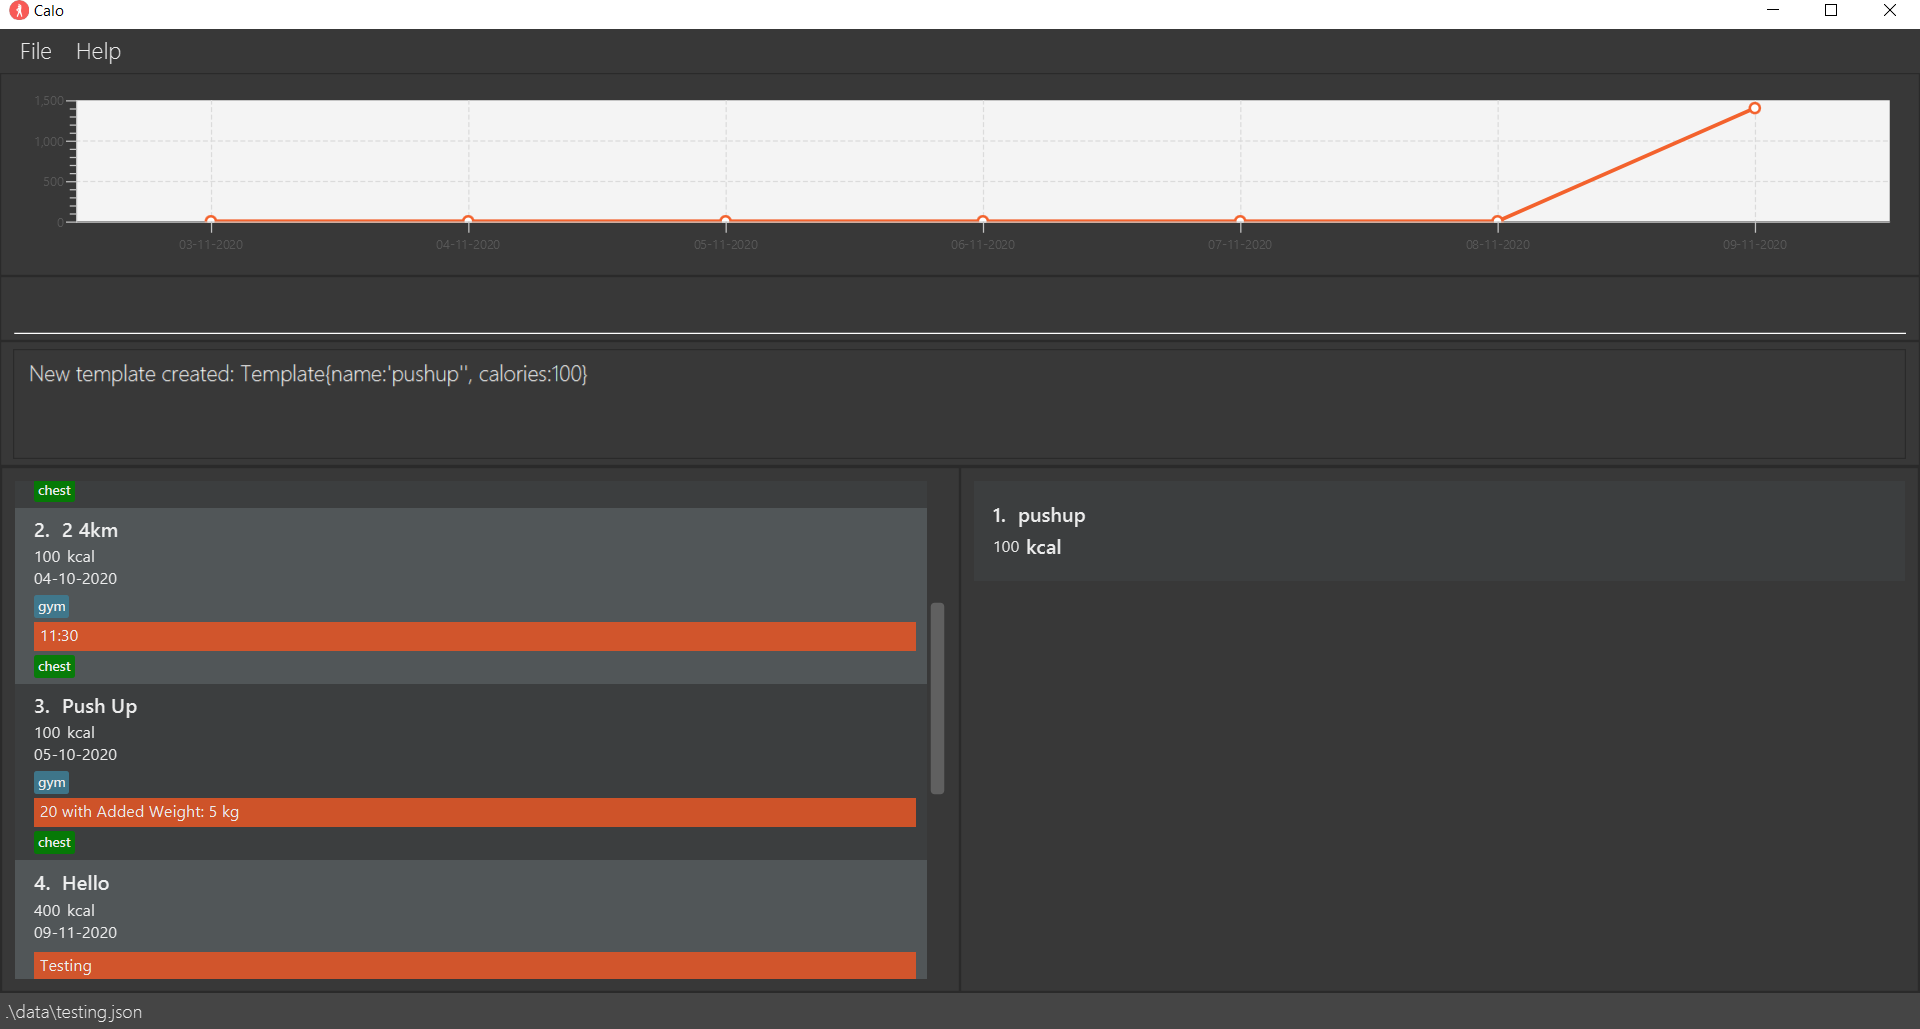 Calo
File Help
1,500
1,000
500
0
03-11-2020 04-11-2020 05-11-2020 06-11-2020 07-11-2020 08-11-2020 09-11-2020
New template created: Template{name:'pushup'', calories:100}
chest
2. 2 4km
100 kcal
04-10-2020
gym
11:30
chest
3. Push Up
100 kcal
05-10-2020
gym
20 with Added Weight: 5 kg
chest
4. Hello
400 kcal
09-11-2020
Testing
1. pushup
100 kcal
.\data\testing.json